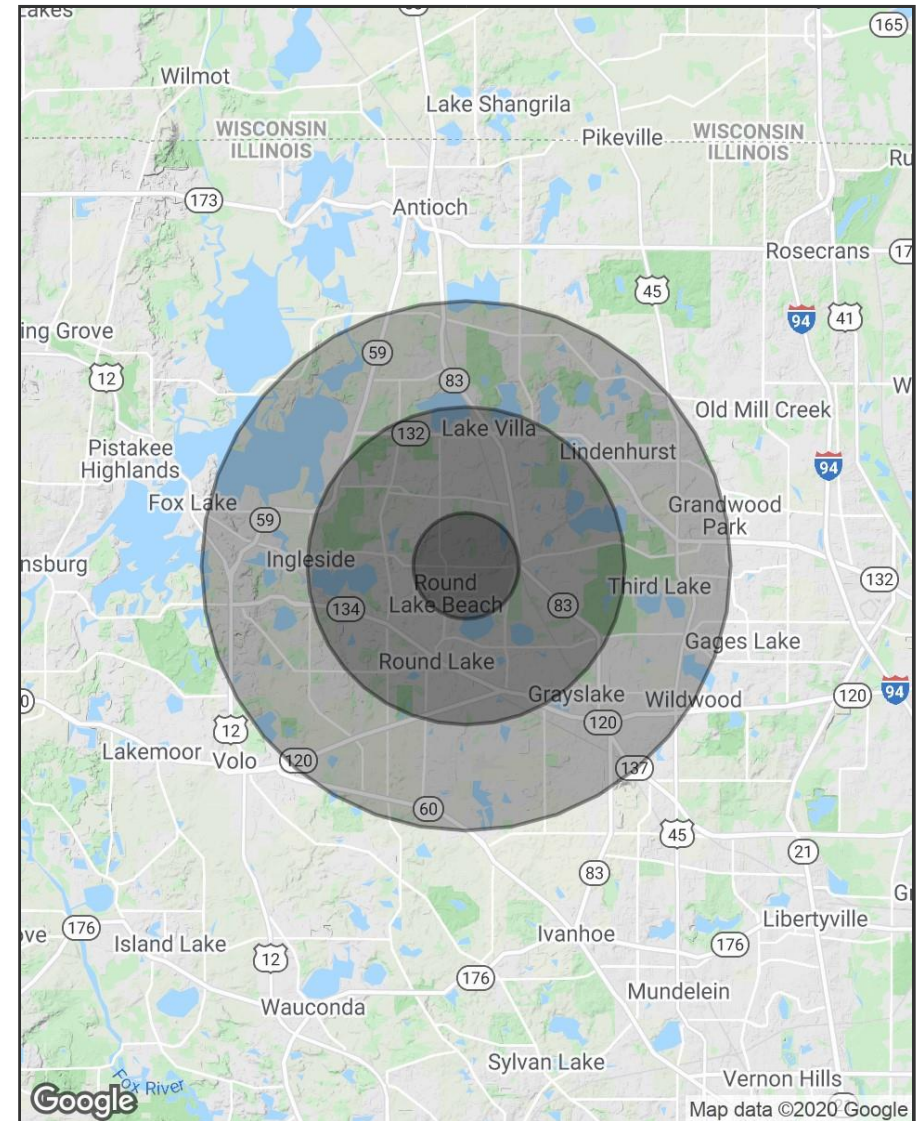 165
Wilmot
Lake Shangrila
WISCONSIN
ILLINOIS
Pikeville
WISCONSIN
ILLINOIS
173
Antioch
Rosecrans
45
94
41
ing Grove
59
12
83
Old Mill Creek
132
Lake Villa
Pistakee
Highlands
Lindenhurst
94
Fox Lake
59
Grandwood
Park
Ingleside
nsburg
Round
Lake Beach
Third Lake
132
134
83
Gages Lake
Round Lake
Grayslake
Wildwood
120
94
120
12
Lakemoor
Volo
120
137
60
45
21
83
176
Island Lake
Ivanhoe
Libertyville
176
12
176
Wauconda
Mundelein
Sylvan Lake
Fox River
Vernon Hills
Google
Map data ©2020 Google